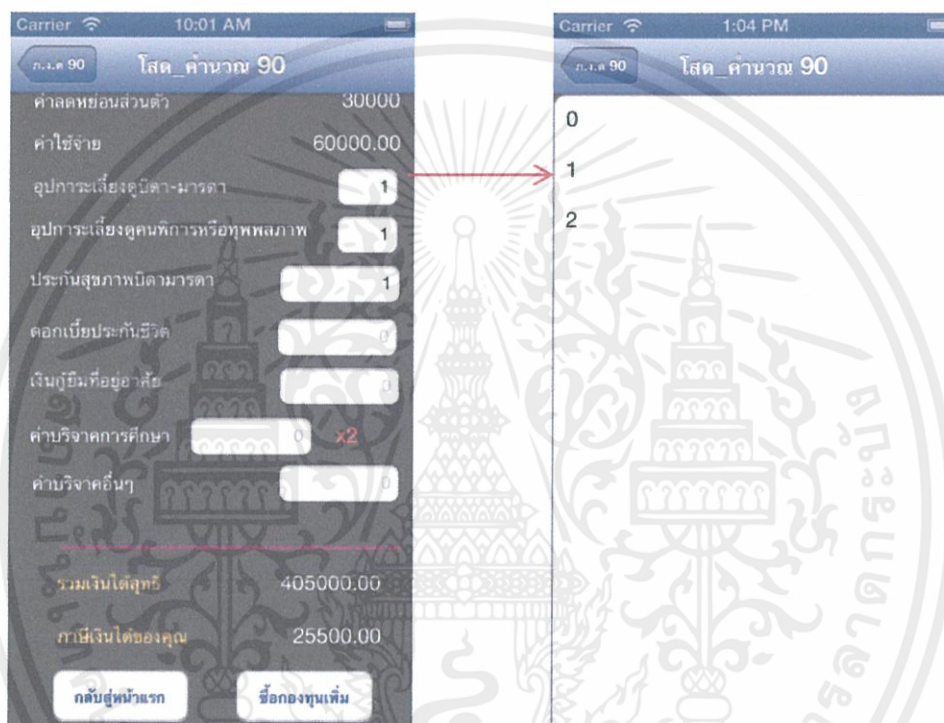 Carrier 10:01 AM
ภ.ง.ด 90 โสด_คำนวณ 90
ค่าลดหย่อนส่วนตัว 30000
ค่าใช้จ่าย 60000.00
อุปการะเลี้ยงดูบิดา-มารดา 1
อุปการะเลี้ยงดูคนพิการหรือทุพพลภาพ 1
ประกันสุขภาพบิดามารดา 1
ดอกเบี้ยประกันชีวิต 0
เงินกู้ยืมที่อยู่อาศัย 0
ค่าบริจาคการศึกษา 0 x2
ค่าบริจาคอื่นๆ 0
รวมเงินได้สุทธิ 405000.00
ภาษีเงินได้ของคุณ 25500.00
กลับสู่หน้าแรก ซื้อกองทุนเพิ่ม
Carrier 1:04 PM
ภ.ง.ด 90 โสด_คำนวณ 90
0
1
2